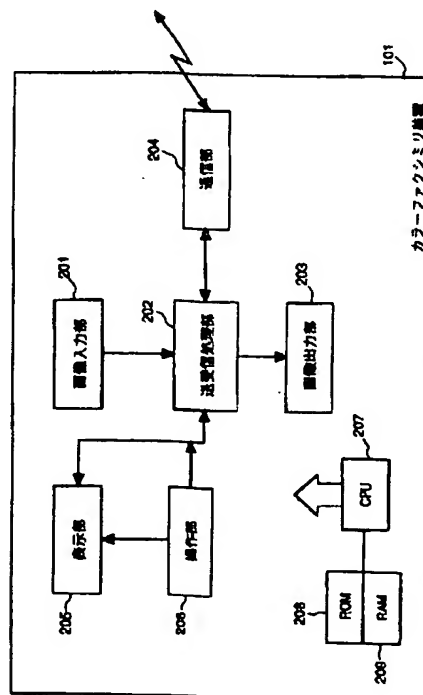 表示部
205
操作部
206
画像入力部
201
送受信処理部
202
画像出力部
203
通信部
204
ROM
208
RAM
209
CPU
207
101
カラーファクシミリ装置